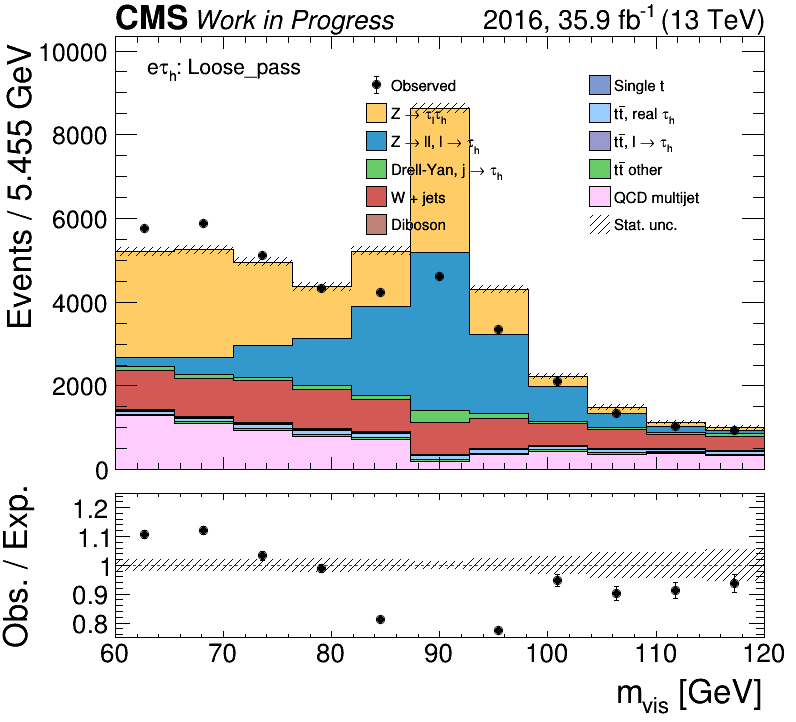 CMS Work in Progress 2016, 35.9 fb⁻¹ (13 TeV)
eτh: Loose_pass
Observed
Z → τlτh
Z → ll, l → τh
Drell-Yan, j → τh
W + jets
Diboson
Single t
tt̄, real τh
tt̄, l → τh
tt̄ other
QCD multijet
Stat. unc.
Events / 5.455 GeV
10000
8000
6000
4000
2000
0
Obs. / Exp.
1.2
1.1
1
0.9
0.8
60 70 80 90 100 110 120
mvis [GeV]